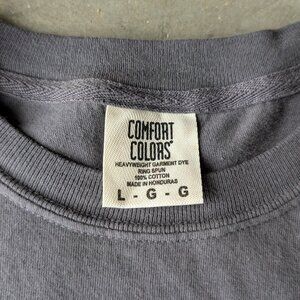 COMFORT
COLORS®
HEAVYWEIGHT GARMENT DYE
RING SPUN
100% COTTON
MADE IN HONDURAS
L - G - G